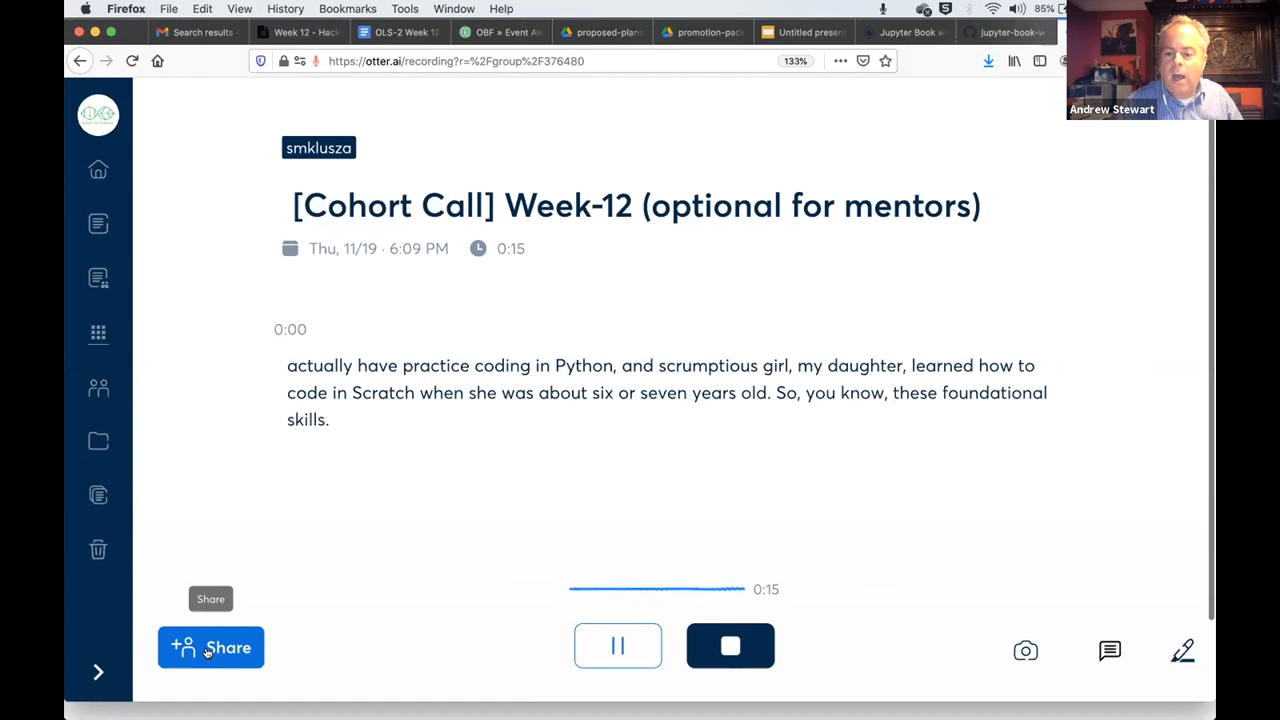 Firefox File Edit View History Bookmarks Tools Window Help 5 85%
Search results - Week 12 - Hack OLS-2 Week 12 OBF » Event Aw proposed-plan promotion-pac Untitled presen Jupyter Book w jupyter-book-w
https://otter.ai/recording?r=%2Fgroup%2F376480 133%
Andrew Stewart
smklusza
[Cohort Call] Week-12 (optional for mentors)
Thu, 11/19 · 6:09 PM 0:15
0:00
actually have practice coding in Python, and scrumptious girl, my daughter, learned how to
code in Scratch when she was about six or seven years old. So, you know, these foundational
skills.
0:15
Share
Share